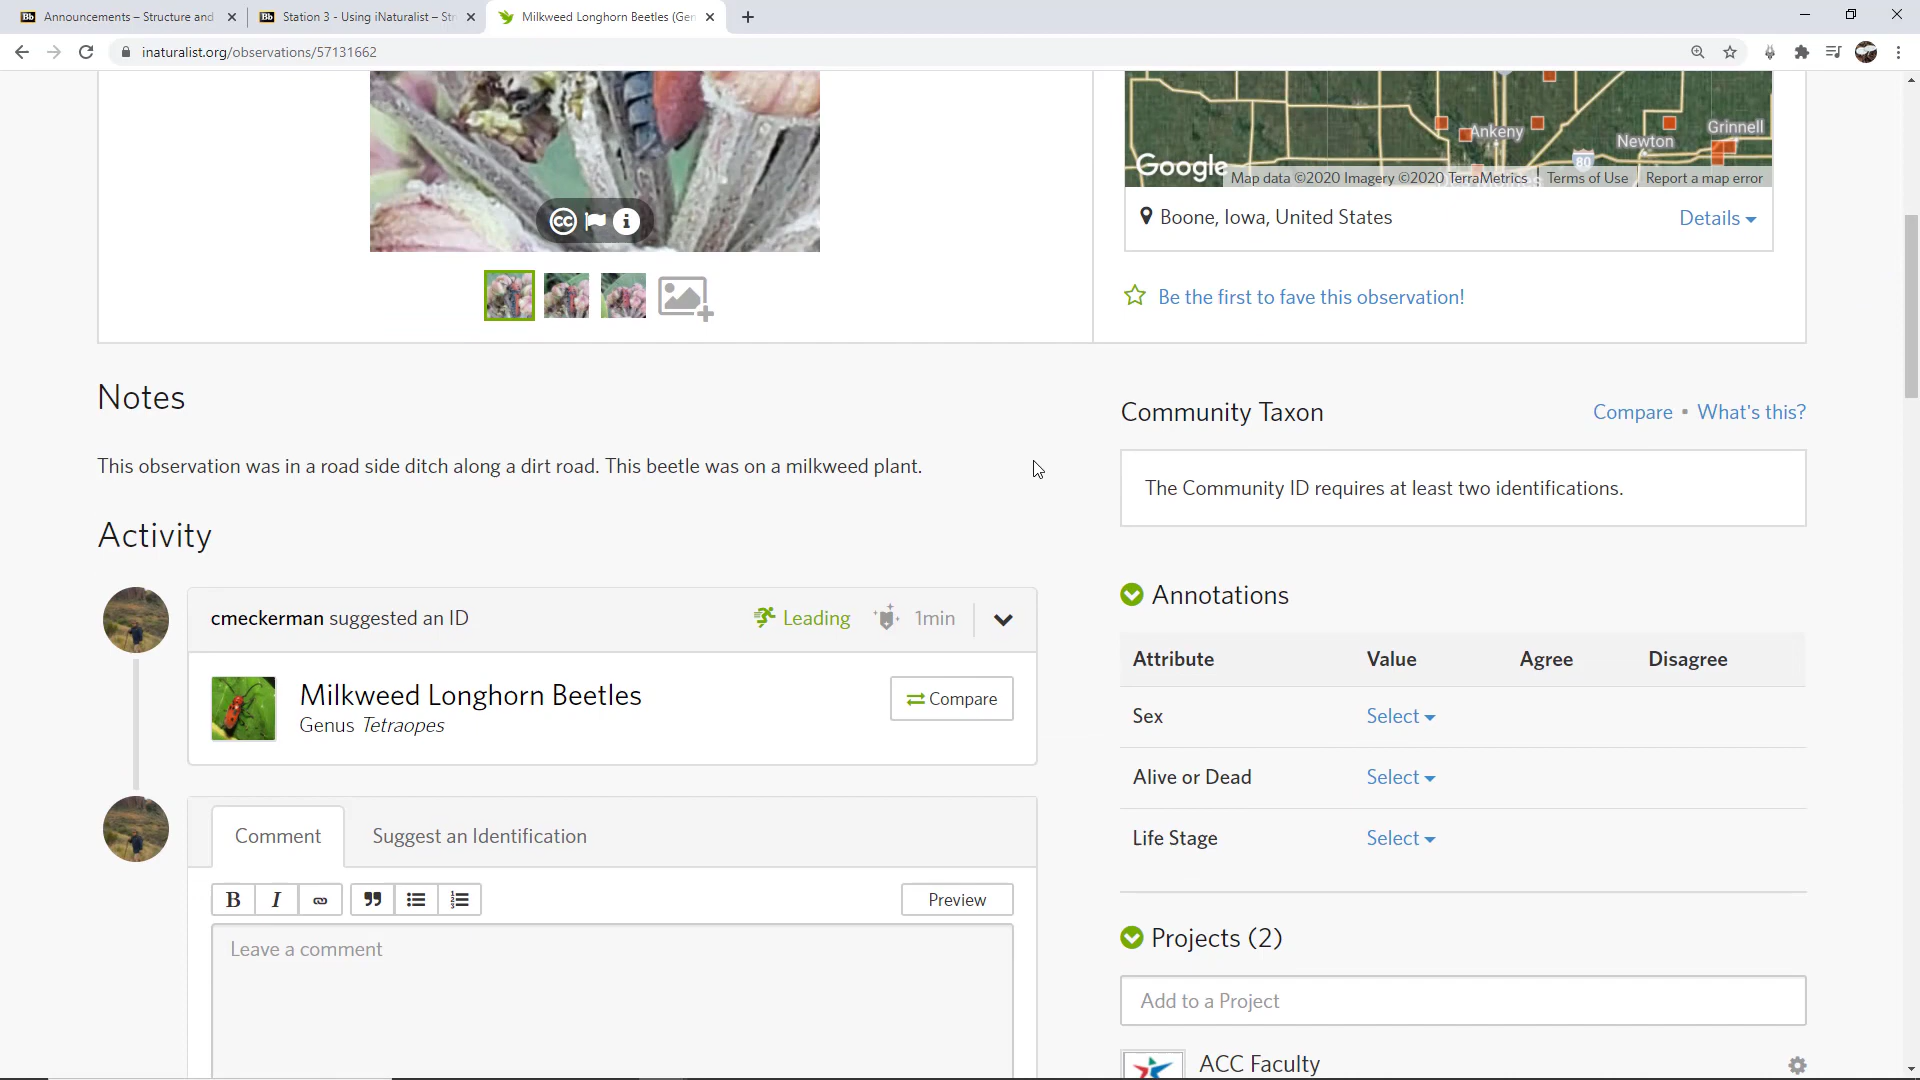 Announcements – Structure and
Station 3 - Using iNaturalist – Str
Milkweed Longhorn Beetles (Gen
inaturalist.org/observations/57131662
Ankeny
Newton
Grinnell
80
Google
Map data ©2020 Imagery ©2020 TerraMetrics
Terms of Use
Report a map error
Boone, Iowa, United States
Details
Be the first to fave this observation!
Notes
This observation was in a road side ditch along a dirt road. This beetle was on a milkweed plant.
Community Taxon
Compare • What's this?
The Community ID requires at least two identifications.
Activity
cmeckerman suggested an ID
Leading
1min
Milkweed Longhorn Beetles
Genus Tetraopes
Compare
Comment
Suggest an Identification
B I
Preview
Leave a comment
Annotations
Attribute Value Agree Disagree
Sex Select
Alive or Dead Select
Life Stage Select
Projects (2)
Add to a Project
ACC Faculty